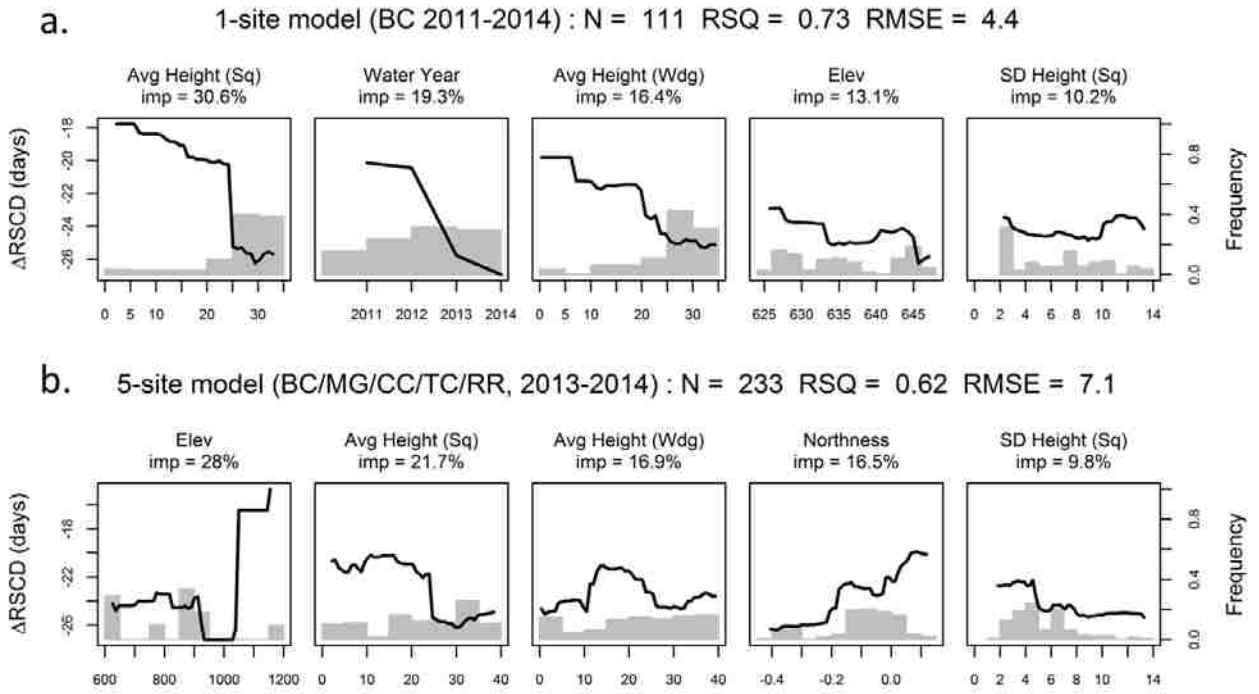 a.
1-site model (BC 2011-2014) : N = 111 RSQ = 0.73 RMSE = 4.4
Avg Height (Sq)
imp = 30.6%
Water Year
imp = 19.3%
Avg Height (Wdg)
imp = 16.4%
Elev
imp = 13.1%
SD Height (Sq)
imp = 10.2%
ΔRSCD (days)
-18
-20
-22
-24
-26
0.8
0.4
0.0
Frequency
0 5 10 20 30
2011 2012 2013 2014
0 5 10 20 30
625 630 635 640 645
0 2 4 6 8 10 14
b.
5-site model (BC/MG/CC/TC/RR, 2013-2014) : N = 233 RSQ = 0.62 RMSE = 7.1
Elev
imp = 28%
Avg Height (Sq)
imp = 21.7%
Avg Height (Wdg)
imp = 16.9%
Northness
imp = 16.5%
SD Height (Sq)
imp = 9.8%
ΔRSCD (days)
-18
-22
-26
0.8
0.4
0.0
Frequency
600 800 1000 1200
0 10 20 30 40
0 10 20 30 40
-0.4 -0.2 0.0
0 2 4 6 8 10 14